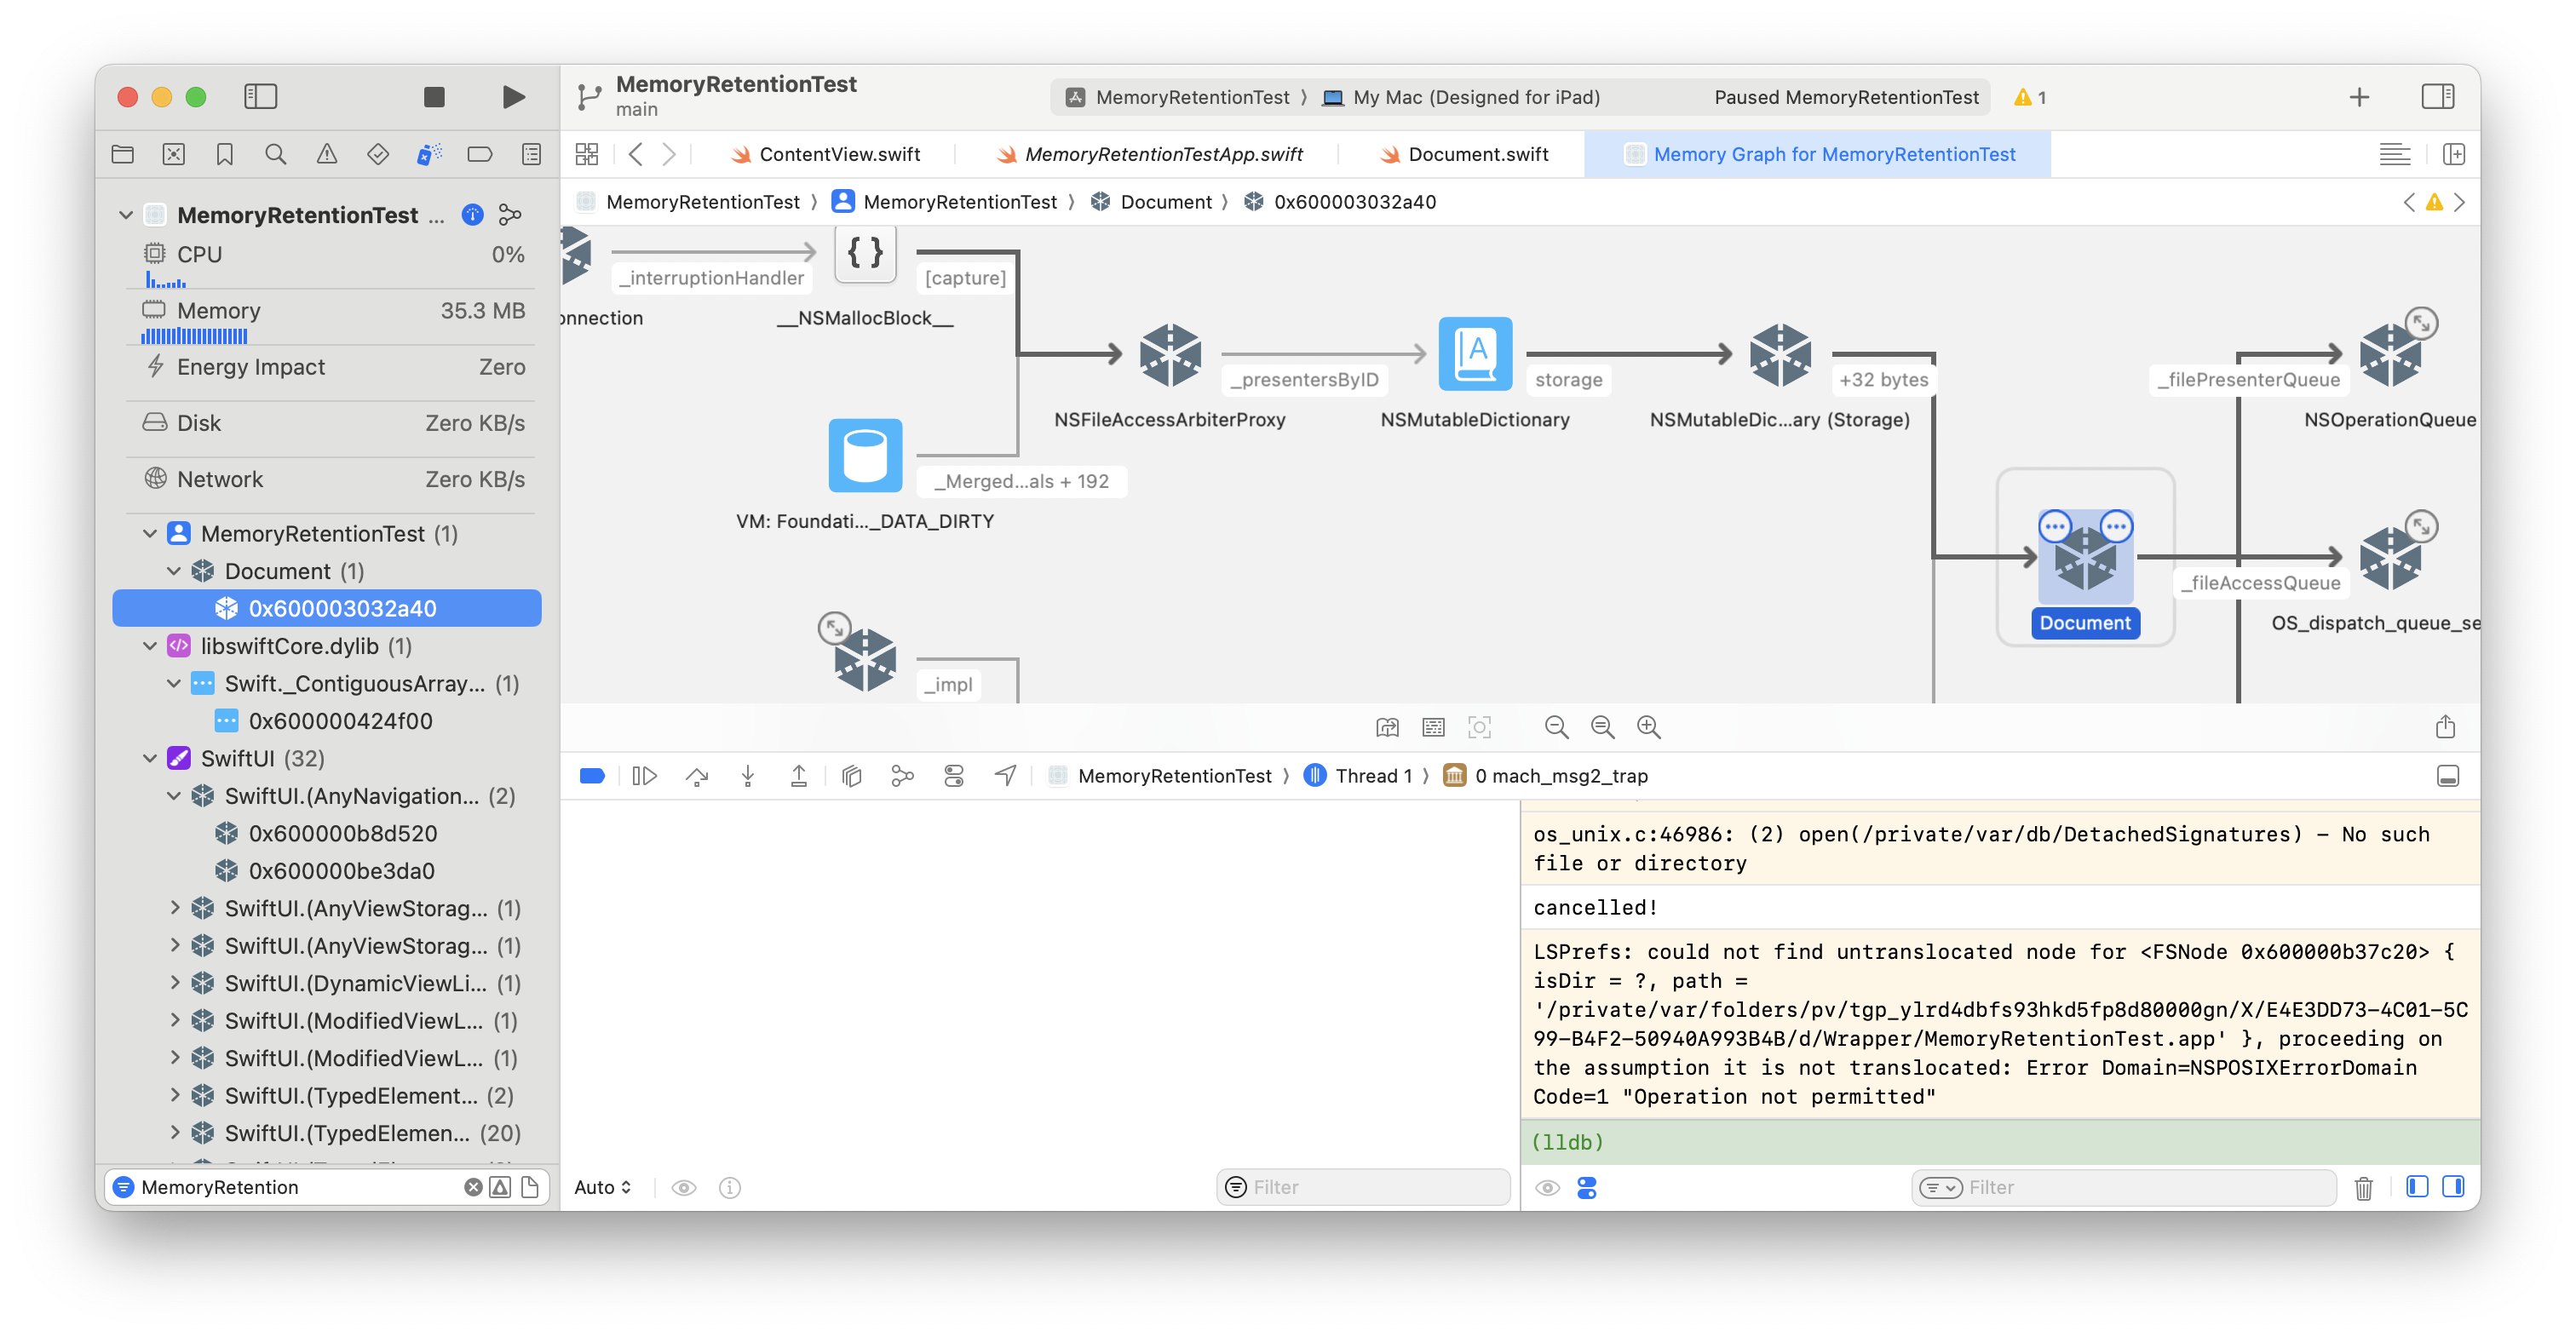 MemoryRetentionTest
main
MemoryRetentionTest 〉 My Mac (Designed for iPad)
Paused MemoryRetentionTest
1
ContentView.swift
MemoryRetentionTestApp.swift
Document.swift
Memory Graph for MemoryRetentionTest
MemoryRetentionTest 〉 MemoryRetentionTest 〉 Document 〉 0x600003032a40
MemoryRetentionTest ...
CPU 0%
Memory 35.3 MB
Energy Impact Zero
Disk Zero KB/s
Network Zero KB/s
MemoryRetentionTest (1)
Document (1)
0x600003032a40
libswiftCore.dylib (1)
Swift._ContiguousArray... (1)
0x600000424f00
SwiftUI (32)
SwiftUI.(AnyNavigation... (2)
0x600000b8d520
0x600000be3da0
SwiftUI.(AnyViewStorag... (1)
SwiftUI.(AnyViewStorag... (1)
SwiftUI.(DynamicViewLi... (1)
SwiftUI.(ModifiedViewL... (1)
SwiftUI.(ModifiedViewL... (1)
SwiftUI.(TypedElement... (2)
SwiftUI.(TypedElemen... (20)
MemoryRetention
_interruptionHandler
[capture]
onnection
__NSMallocBlock__
_presentersByID
storage
+32 bytes
_filePresenterQueue
NSFileAccessArbiterProxy
NSMutableDictionary
NSMutableDic...ary (Storage)
NSOperationQueue
_Merged...als + 192
VM: Foundati..._DATA_DIRTY
_fileAccessQueue
Document
OS_dispatch_queue_se
_impl
MemoryRetentionTest 〉 Thread 1 〉 0 mach_msg2_trap
os_unix.c:46986: (2) open(/private/var/db/DetachedSignatures) - No such
file or directory
cancelled!
LSPrefs: could not find untranslocated node for <FSNode 0x600000b37c20> {
isDir = ?, path =
'/private/var/folders/pv/tgp_ylrd4dbfs93hkd5fp8d80000gn/X/E4E3DD73-4C01-5C
99-B4F2-50940A993B4B/d/Wrapper/MemoryRetentionTest.app' }, proceeding on
the assumption it is not translocated: Error Domain=NSPOSIXErrorDomain
Code=1 "Operation not permitted"
(lldb)
Auto
Filter
Filter